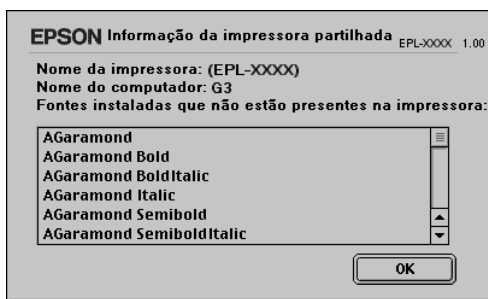 EPSON Informação da impressora partilhada EPL-XXXX 1.00
Nome da impressora: (EPL-XXXX)
Nome do computador: G3
Fontes instaladas que não estão presentes na impressora:
AGaramond
AGaramond Bold
AGaramond BoldItalic
AGaramond Italic
AGaramond Semibold
AGaramond SemiboldItalic
OK